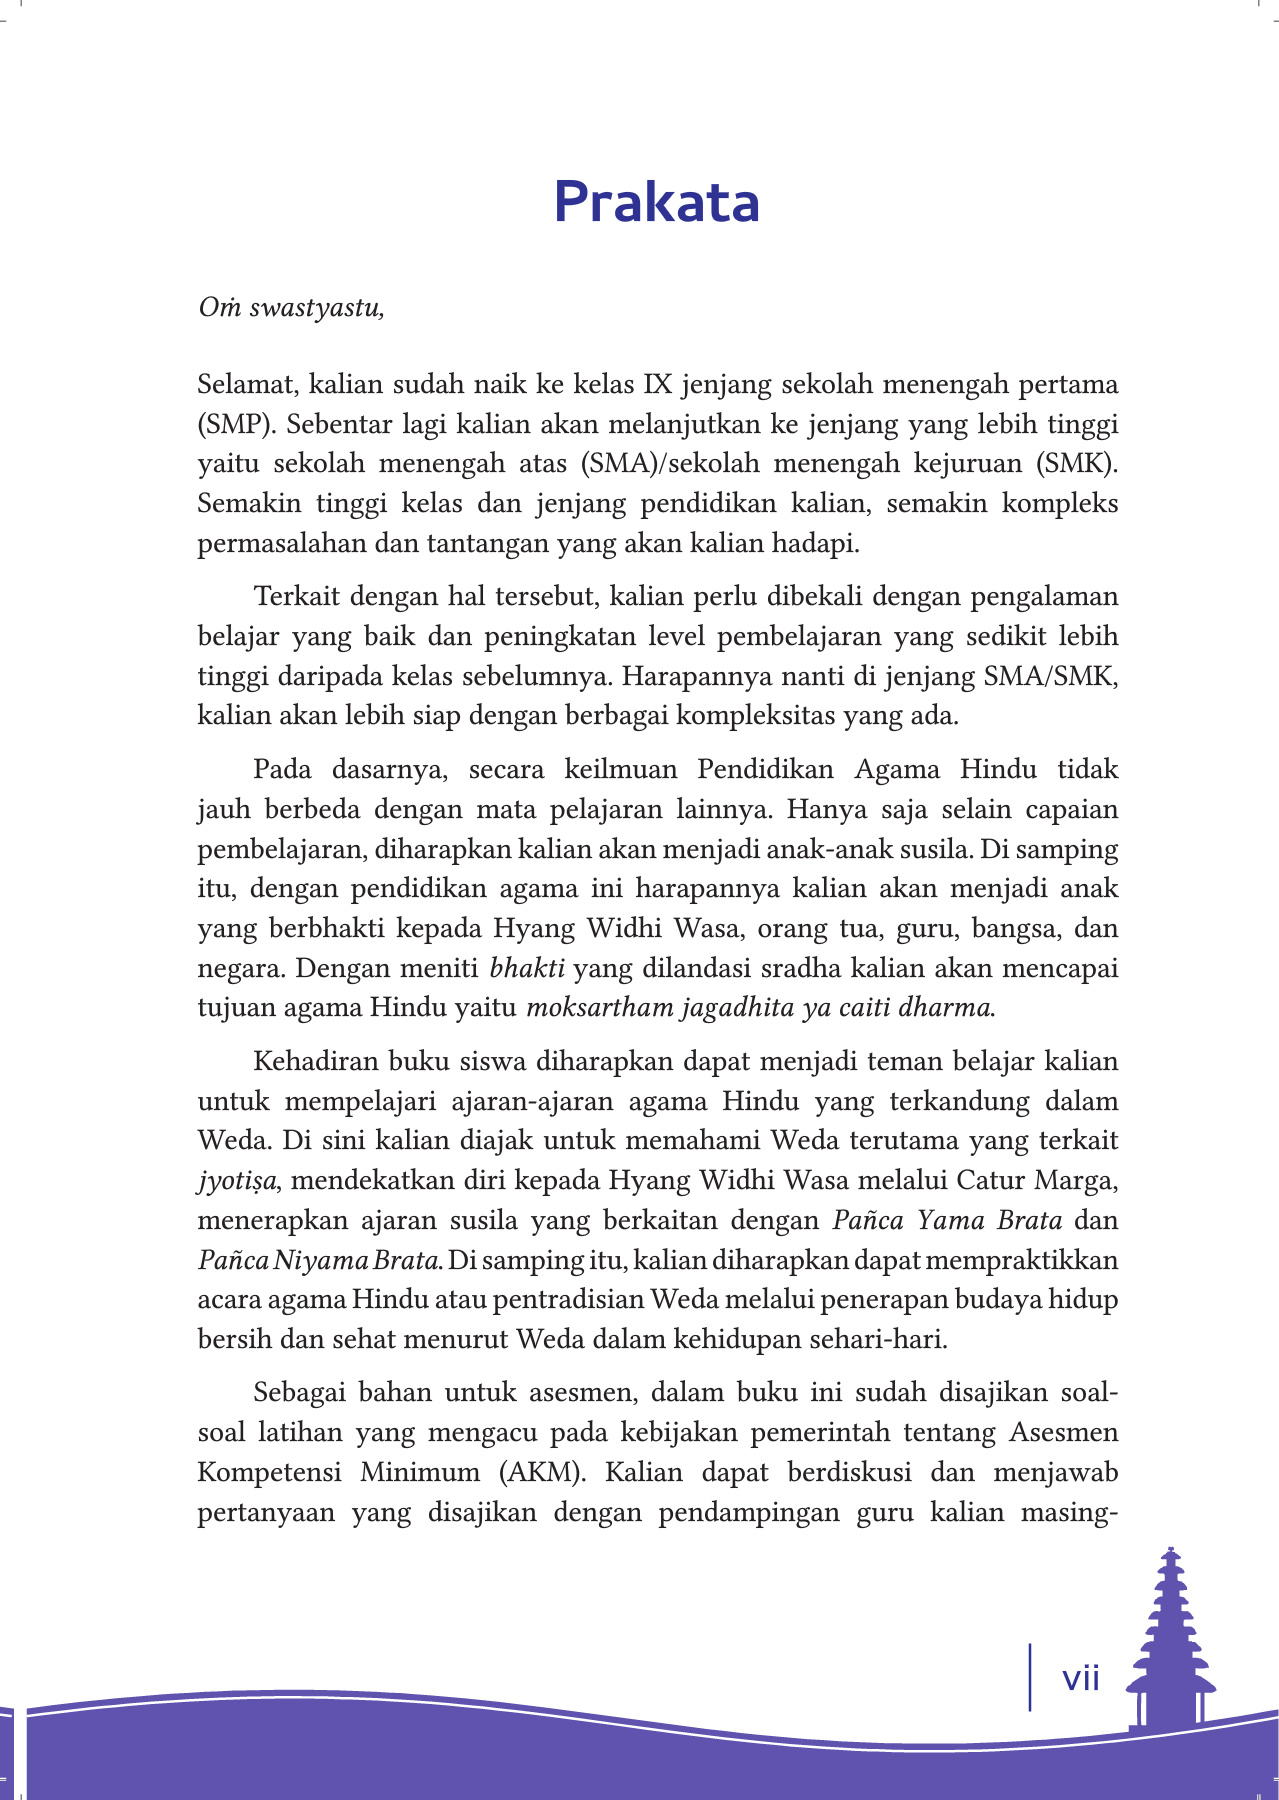 Prakata
Oṁ swastyastu,
Selamat, kalian sudah naik ke kelas IX jenjang sekolah menengah pertama
(SMP). Sebentar lagi kalian akan melanjutkan ke jenjang yang lebih tinggi
yaitu sekolah menengah atas (SMA)/sekolah menengah kejuruan (SMK).
Semakin tinggi kelas dan jenjang pendidikan kalian, semakin kompleks
permasalahan dan tantangan yang akan kalian hadapi.
Terkait dengan hal tersebut, kalian perlu dibekali dengan pengalaman
belajar yang baik dan peningkatan level pembelajaran yang sedikit lebih
tinggi daripada kelas sebelumnya. Harapannya nanti di jenjang SMA/SMK,
kalian akan lebih siap dengan berbagai kompleksitas yang ada.
Pada dasarnya, secara keilmuan Pendidikan Agama Hindu tidak
jauh berbeda dengan mata pelajaran lainnya. Hanya saja selain capaian
pembelajaran, diharapkan kalian akan menjadi anak-anak susila. Di samping
itu, dengan pendidikan agama ini harapannya kalian akan menjadi anak
yang berbhakti kepada Hyang Widhi Wasa, orang tua, guru, bangsa, dan
negara. Dengan meniti bhakti yang dilandasi sradha kalian akan mencapai
tujuan agama Hindu yaitu moksartham jagadhita ya caiti dharma.
Kehadiran buku siswa diharapkan dapat menjadi teman belajar kalian
untuk mempelajari ajaran-ajaran agama Hindu yang terkandung dalam
Weda. Di sini kalian diajak untuk memahami Weda terutama yang terkait
jyotiṣa, mendekatkan diri kepada Hyang Widhi Wasa melalui Catur Marga,
menerapkan ajaran susila yang berkaitan dengan Pañca Yama Brata dan
Pañca Niyama Brata. Di samping itu, kalian diharapkan dapat mempraktikkan
acara agama Hindu atau pentradisian Weda melalui penerapan budaya hidup
bersih dan sehat menurut Weda dalam kehidupan sehari-hari.
Sebagai bahan untuk asesmen, dalam buku ini sudah disajikan soal-
soal latihan yang mengacu pada kebijakan pemerintah tentang Asesmen
Kompetensi Minimum (AKM). Kalian dapat berdiskusi dan menjawab
pertanyaan yang disajikan dengan pendampingan guru kalian masing-
vii